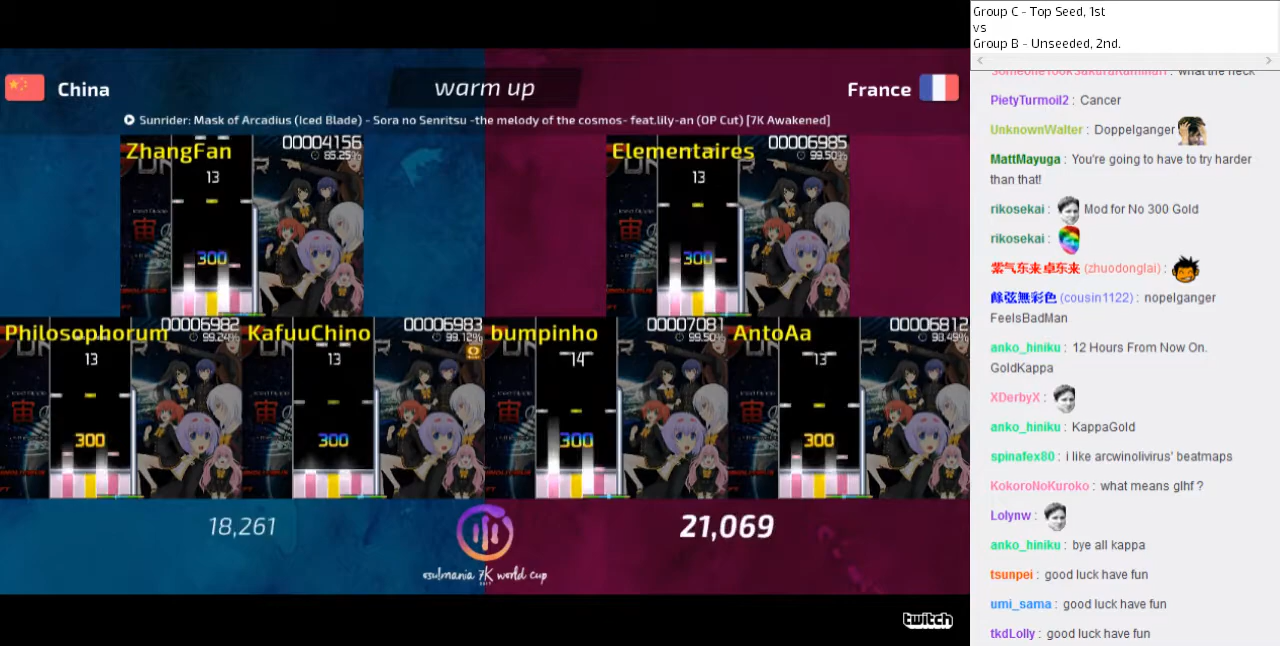 China
warm up
France
Sunrider: Mask of Arcadius (Iced Blade) - Sora no Senritsu -the melody of the cosmos- feat.lily-an (OP Cut) [7K Awakened]
ZhangFan
00004156
85.25%
13
300
Elementaires
00006985
99.50%
13
300
Philosophorum
00006982
99.24%
13
300
KafuuChino
00006983
99.12%
13
300
bumpinho
00007081
99.50%
14
300
AntoAa
00006812
98.49%
13
300
18,261
21,069
osu!mania 7K world cup
2017
twitch
Group C - Top Seed, 1st
vs
Group B - Unseeded, 2nd.
PietyTurmoil2 : Cancer
UnknownWalter : Doppelganger
MattMayuga : You're going to have to try harder
than that!
rikosekai : Mod for No 300 Gold
rikosekai :
紫气东来卓东来 (zhuodonglai) :
餘弦無彩色 (cousin1122) : nopelganger
FeelsBadMan
anko_hiniku : 12 Hours From Now On.
GoldKappa
XDerbyX :
anko_hiniku : KappaGold
spinafex80 : i like arcwinolivirus' beatmaps
KokoroNoKuroko : what means glhf ?
Lolynw :
anko_hiniku : bye all kappa
tsunpei : good luck have fun
umi_sama : good luck have fun
tkdLolly : good luck have fun